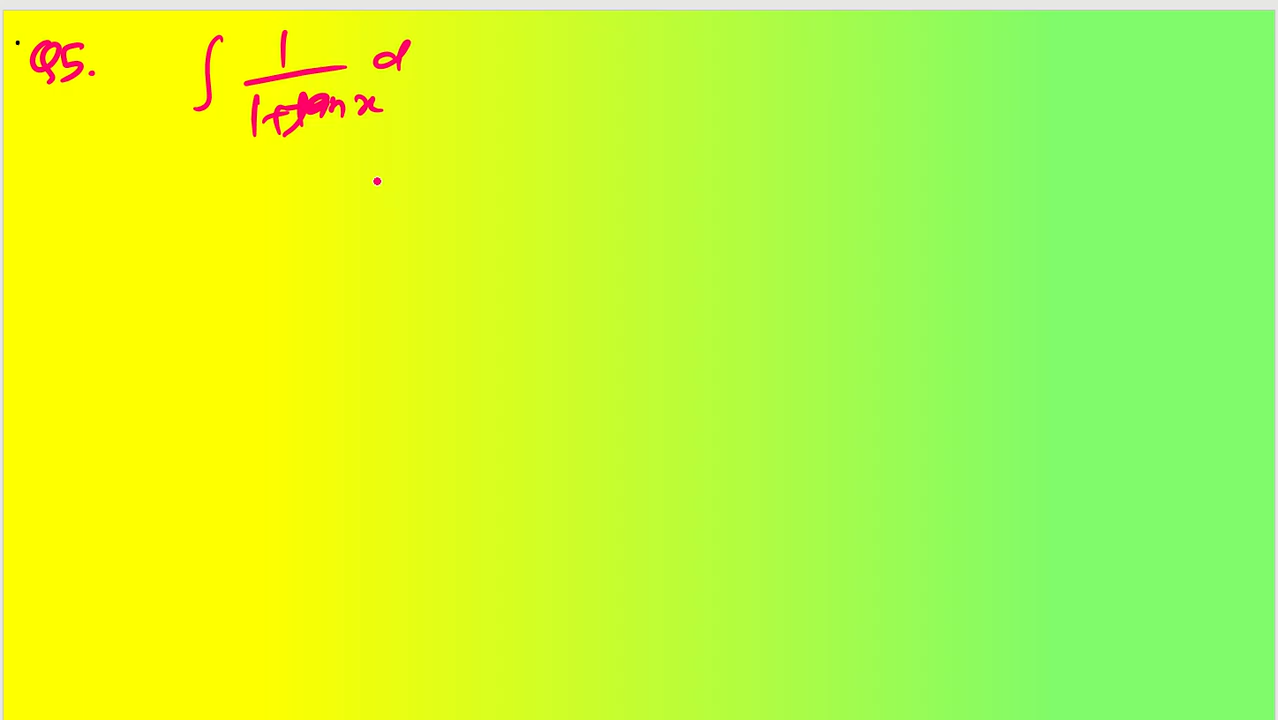 Q5. ∫ 1/(1+tan x) d